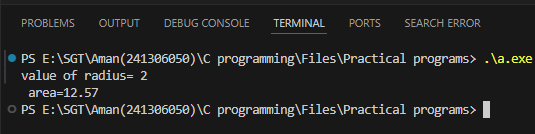 PROBLEMS OUTPUT DEBUG CONSOLE TERMINAL PORTS SEARCH ERROR
PS E:\SGT\Aman(241306050)\C programming\Files\Practical programs> .\a.exe
value of radius= 2
 area=12.57
PS E:\SGT\Aman(241306050)\C programming\Files\Practical programs>